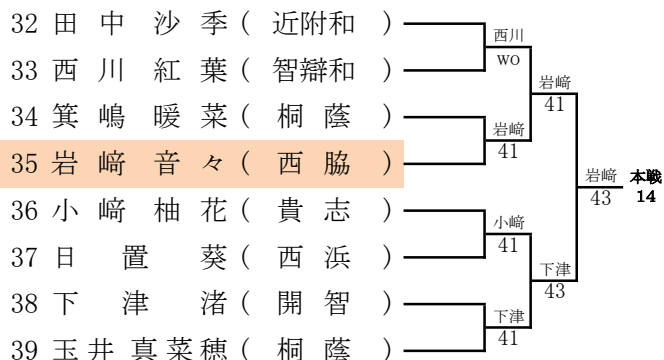 32 田 中 沙 季 ( 近附和 )
33 西 川 紅 葉 ( 智辯和 )
34 箕 嶋 暖 菜 ( 桐 蔭 )
35 岩 﨑 音 々 ( 西 脇 )
36 小 﨑 柚 花 ( 貴 志 )
37 日 置 葵 ( 西 浜 )
38 下 津 渚 ( 開 智 )
39 玉 井 真 菜 穂 ( 桐 蔭 )
西川
WO
岩﨑
41
小﨑
41
下津
41
岩﨑
41
下津
43
岩﨑
43
本戦
14